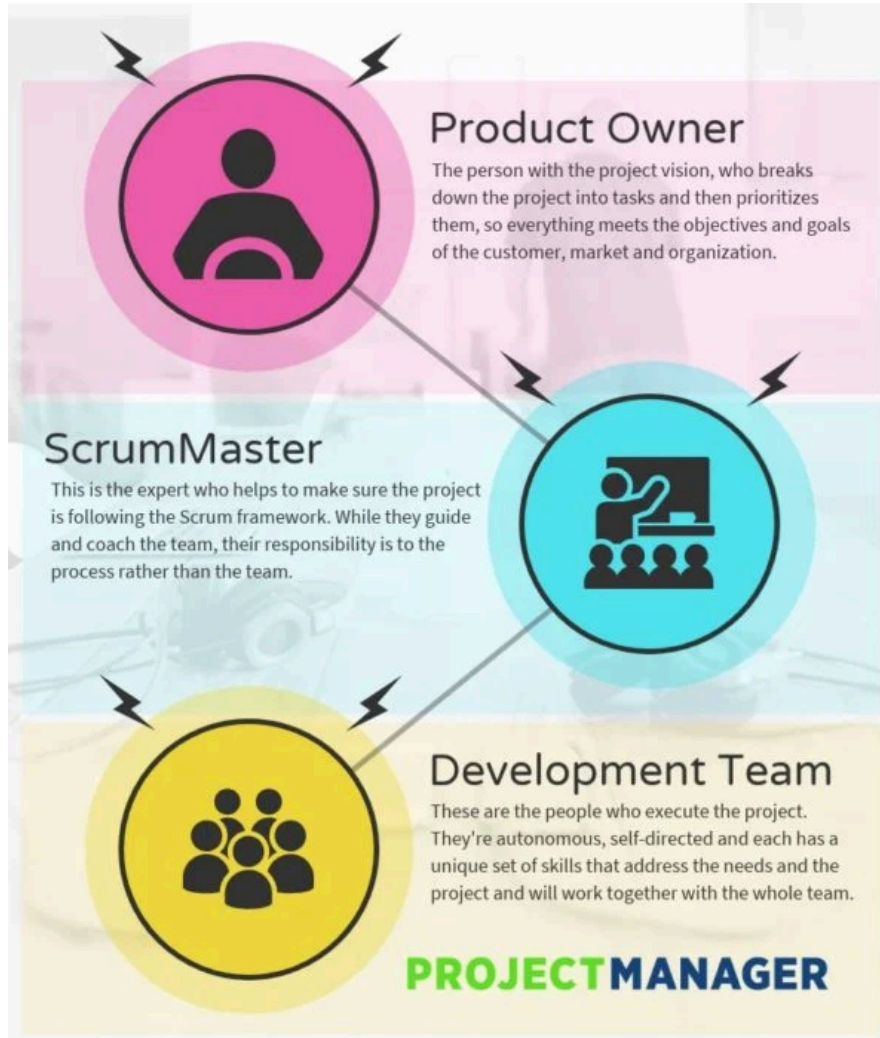 Product Owner
The person with the project vision, who breaks
down the project into tasks and then prioritizes
them, so everything meets the objectives and goals
of the customer, market and organization.
ScrumMaster
This is the expert who helps to make sure the project
is following the Scrum framework. While they guide
and coach the team, their responsibility is to the
process rather than the team.
Development Team
These are the people who execute the project.
They're autonomous, self-directed and each has a
unique set of skills that address the needs and the
project and will work together with the whole team.
PROJECTMANAGER